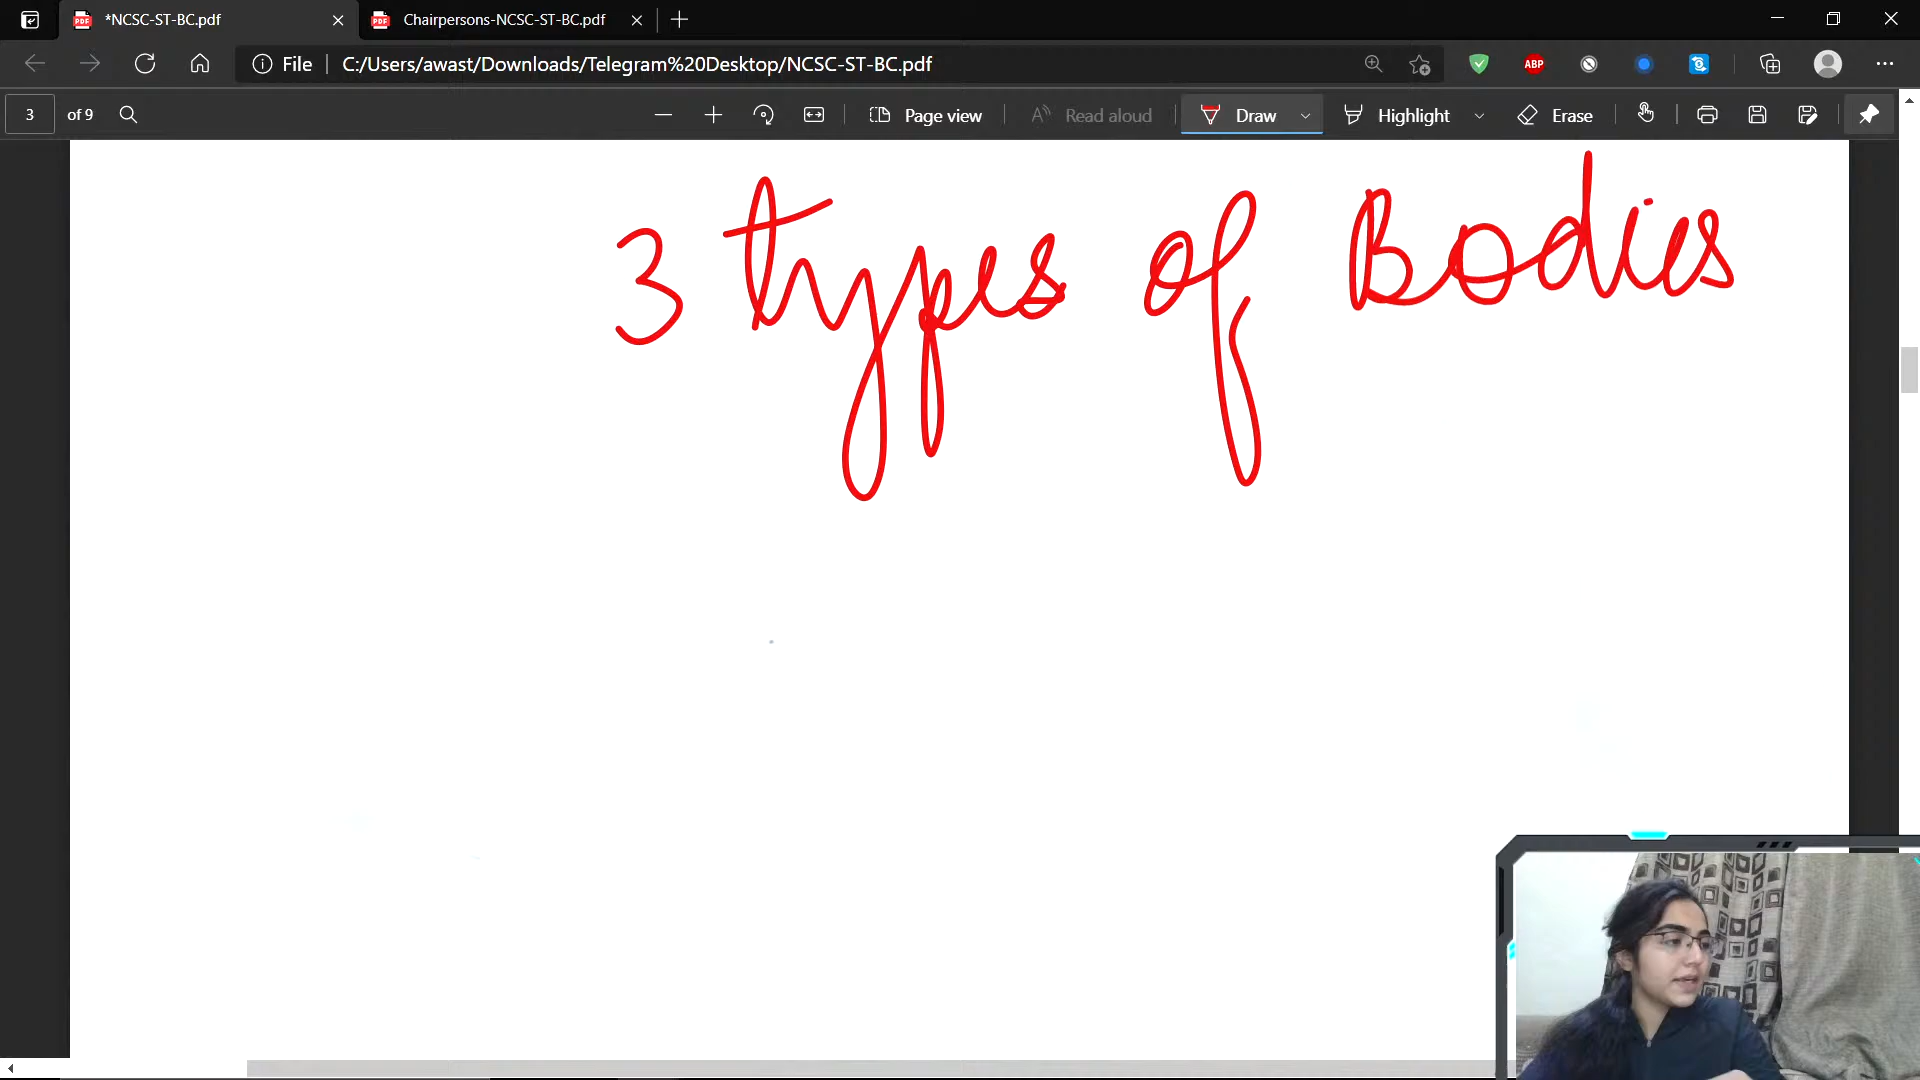 *NCSC-ST-BC.pdf
Chairpersons-NCSC-ST-BC.pdf
File
C:/Users/awast/Downloads/Telegram%20Desktop/NCSC-ST-BC.pdf
ABP
3 of 9
Page view
Read aloud
Draw
Highlight
Erase
3 types of Bodies